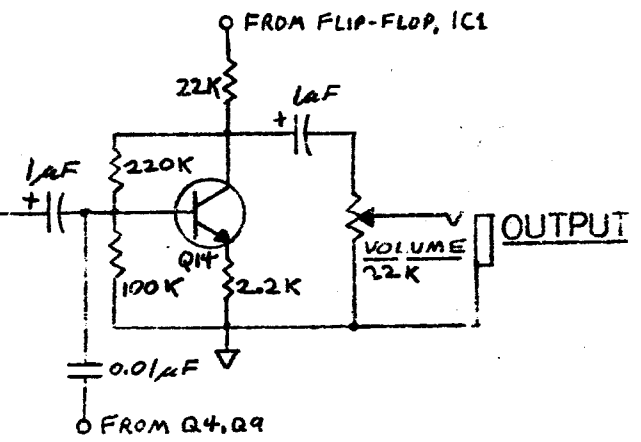 FROM FLIP-FLOP, IC1
22K
1µF
+
1µF
+
220K
Q14
VOLUME
22K
OUTPUT
100K
2.2K
0.01µF
FROM Q4, Q9